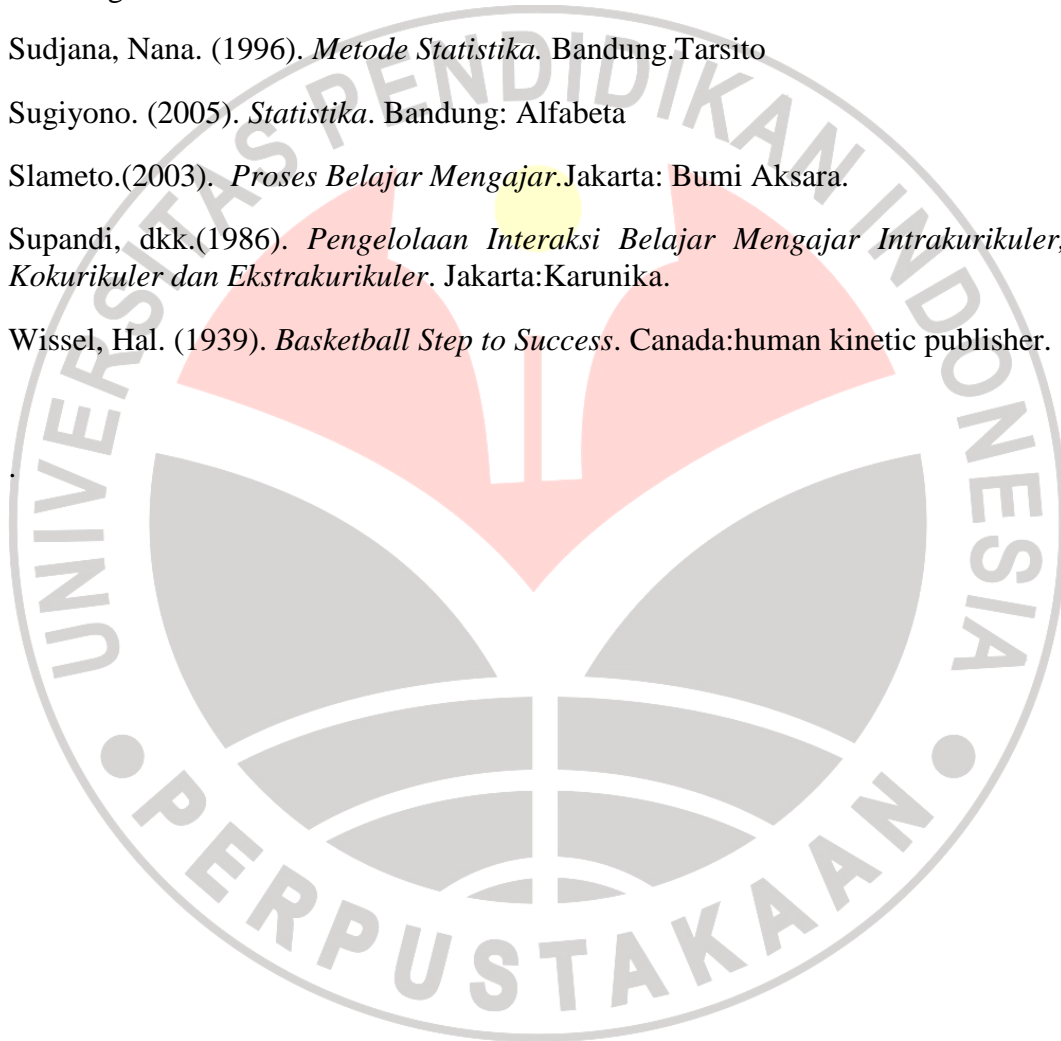 Sudjana, Nana. (1996). Metode Statistika. Bandung.Tarsito
Sugiyono. (2005). Statistika. Bandung: Alfabeta
Slameto.(2003). Proses Belajar Mengajar.Jakarta: Bumi Aksara.
Supandi, dkk.(1986). Pengelolaan Interaksi Belajar Mengajar Intrakurikuler,
Kokurikuler dan Ekstrakurikuler. Jakarta:Karunika.
Wissel, Hal. (1939). Basketball Step to Success. Canada:human kinetic publisher.
.
UNIVERSITAS PENDIDIKAN INDONESIA
PERPUSTAKAAN